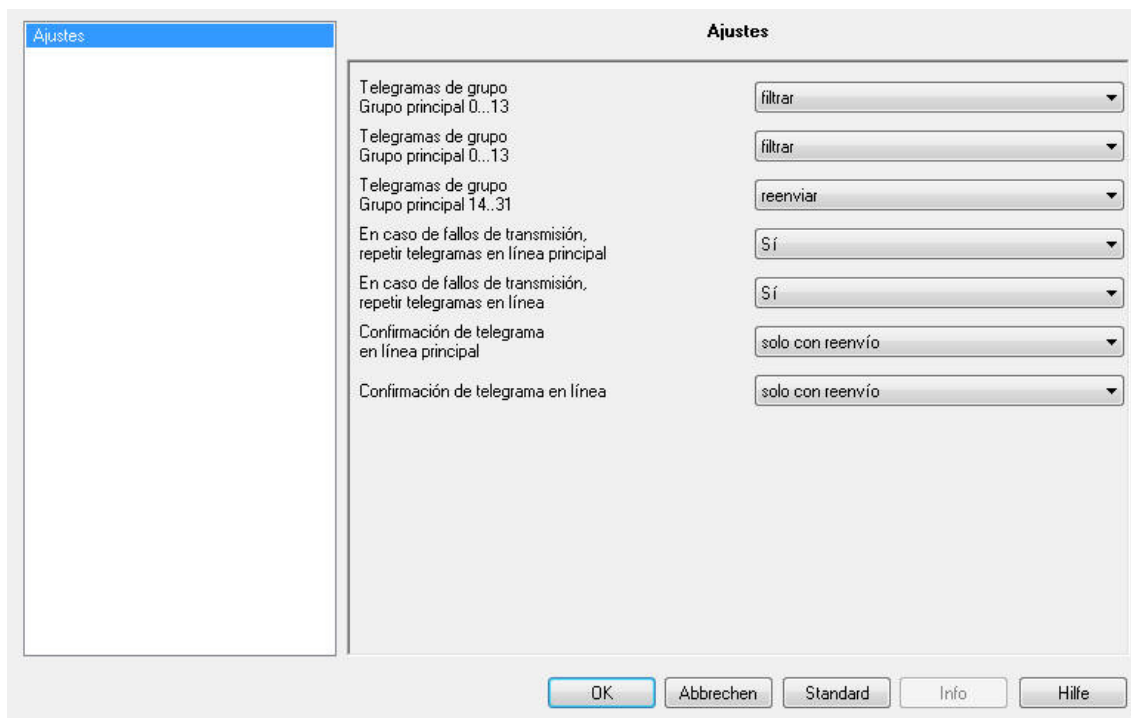 Ajustes
Ajustes
Telegramas de grupo
Grupo principal 0...13
filtrar
Telegramas de grupo
Grupo principal 0...13
filtrar
Telegramas de grupo
Grupo principal 14..31
reenviar
En caso de fallos de transmisión,
repetir telegramas en línea principal
Sí
En caso de fallos de transmisión,
repetir telegramas en línea
Sí
Confirmación de telegrama
en línea principal
solo con reenvío
Confirmación de telegrama en línea
solo con reenvío
OK
Abbrechen
Standard
Info
Hilfe